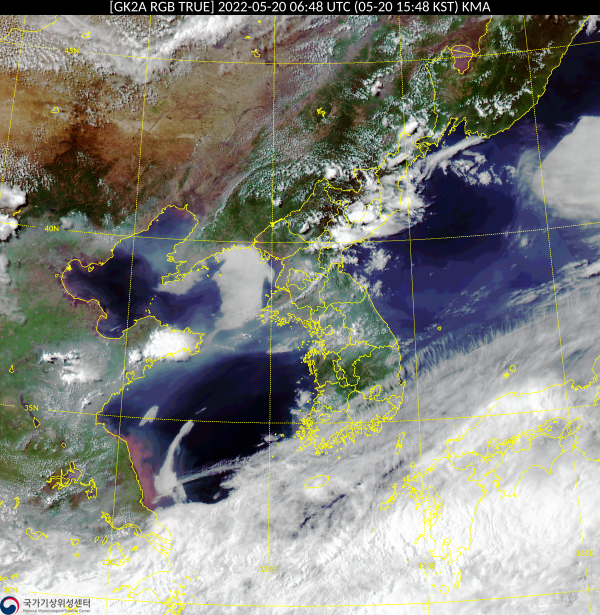 [GK2A RGB TRUE] 2022-05-20 06:48 UTC (05-20 15:48 KST) KMA
45N
40N
35N
국가기상위성센터
National Meteorological Satellite Center